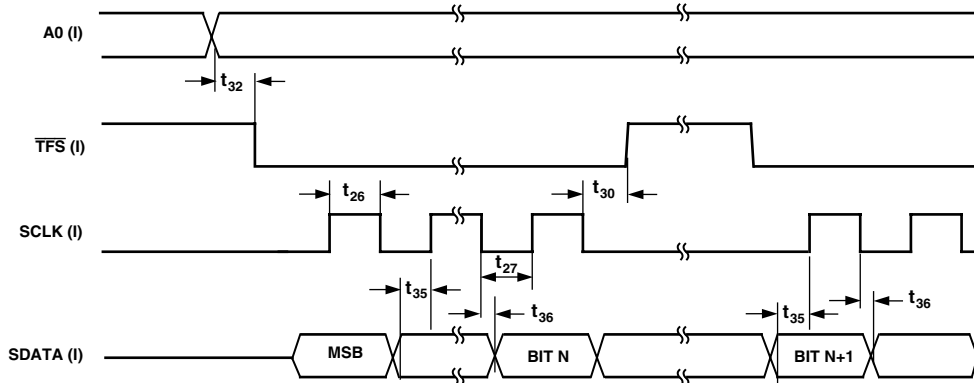 A0 (I)
t32
TFS (I)
t26
t30
SCLK (I)
t27
t35
t36
t35
t36
SDATA (I)
MSB
BIT N
BIT N+1